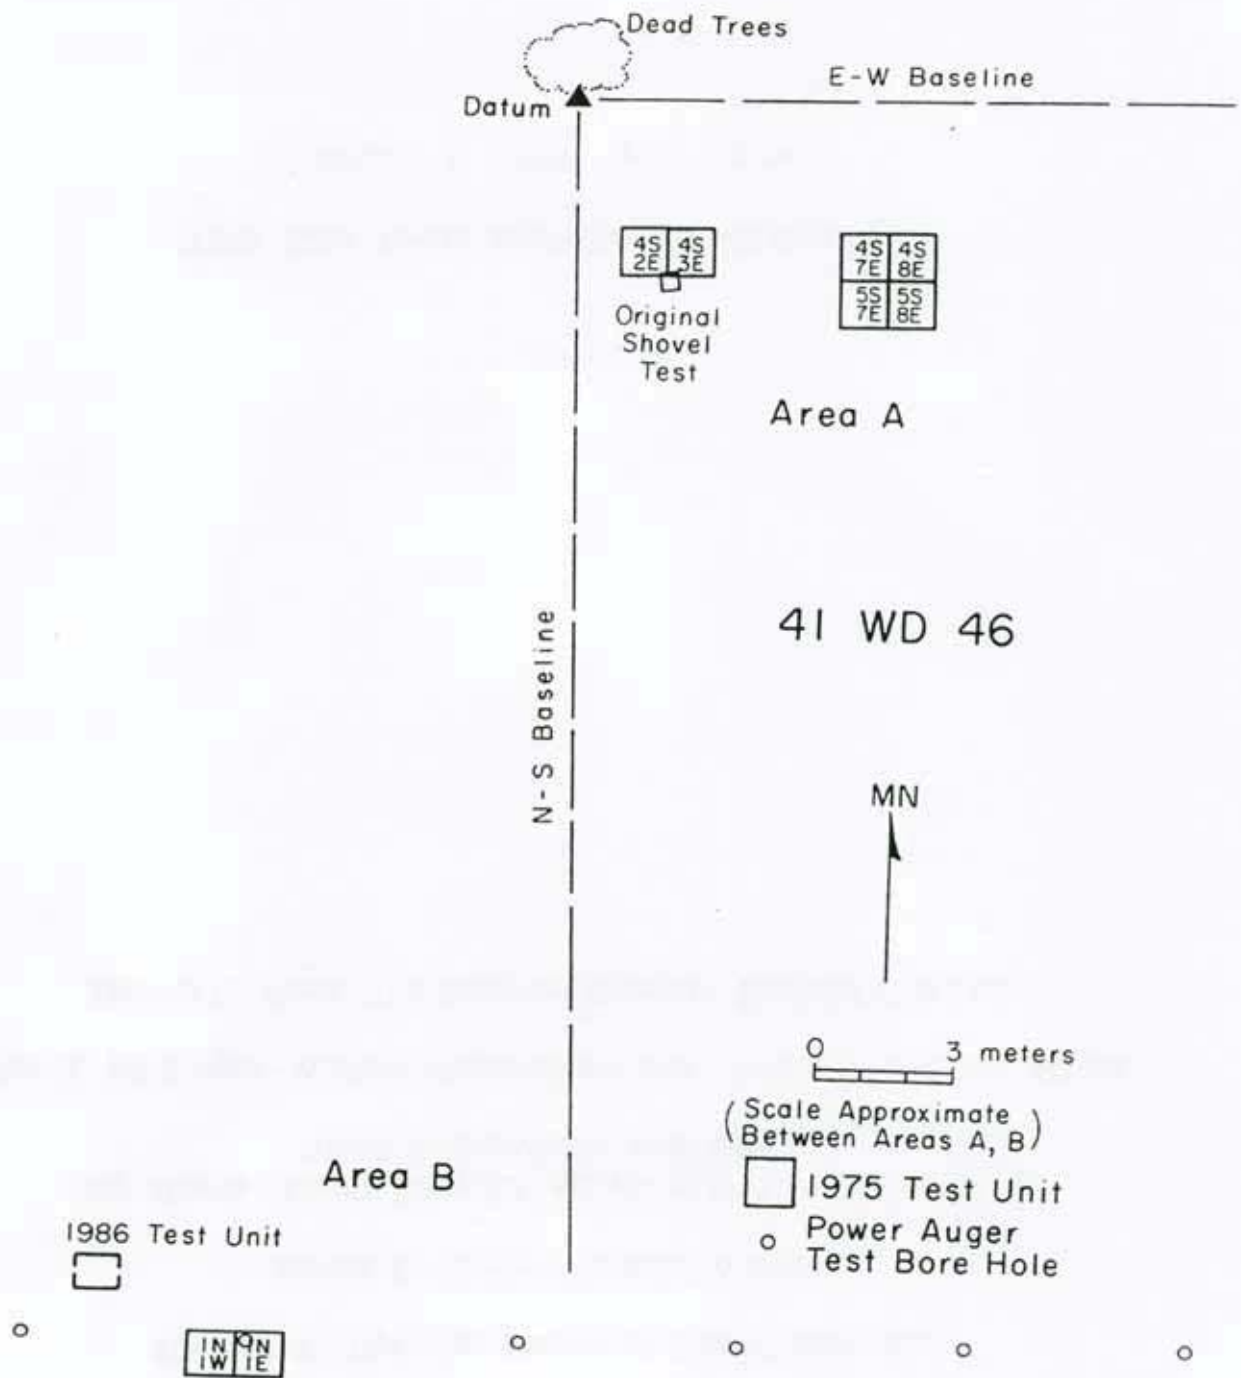 Dead Trees
E-W Baseline
Datum
4S 4S
2E 3E
4S 4S
7E 8E
5S 5S
7E 8E
Original
Shovel
Test
Area A
41 WD 46
N-S Baseline
MN
0 3 meters
(Scale Approximate
Between Areas A, B)
Area B
1975 Test Unit
1986 Test Unit
Power Auger
Test Bore Hole
1N 1N
1W 1E